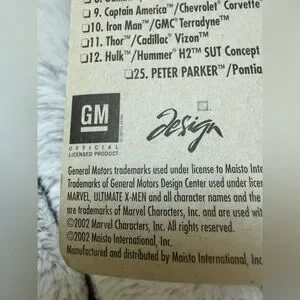 □9. Captain America™/Chevrolet® Corvette
□10. Iron Man™/GMC® Terradyne™
□11. Thor™/Cadillac® Vizon™
□12. Hulk™/Hummer® H2™ SUT Concept
□25. PETER PARKER™/Pontia
GM
OFFICIAL
LICENSED PRODUCT.
design
General Motors trademarks used under license to Maisto Inte
Trademarks of General Motors Design Center used under lice
MARVEL, ULTIMATE X-MEN and all character names and the
are trademarks of Marvel Characters, Inc. and are used wit
©2002 Marvel Characters, Inc. All rights reserved.
©2002 Maisto International, Inc.
Manufactured and distributed by Maisto International, Inc